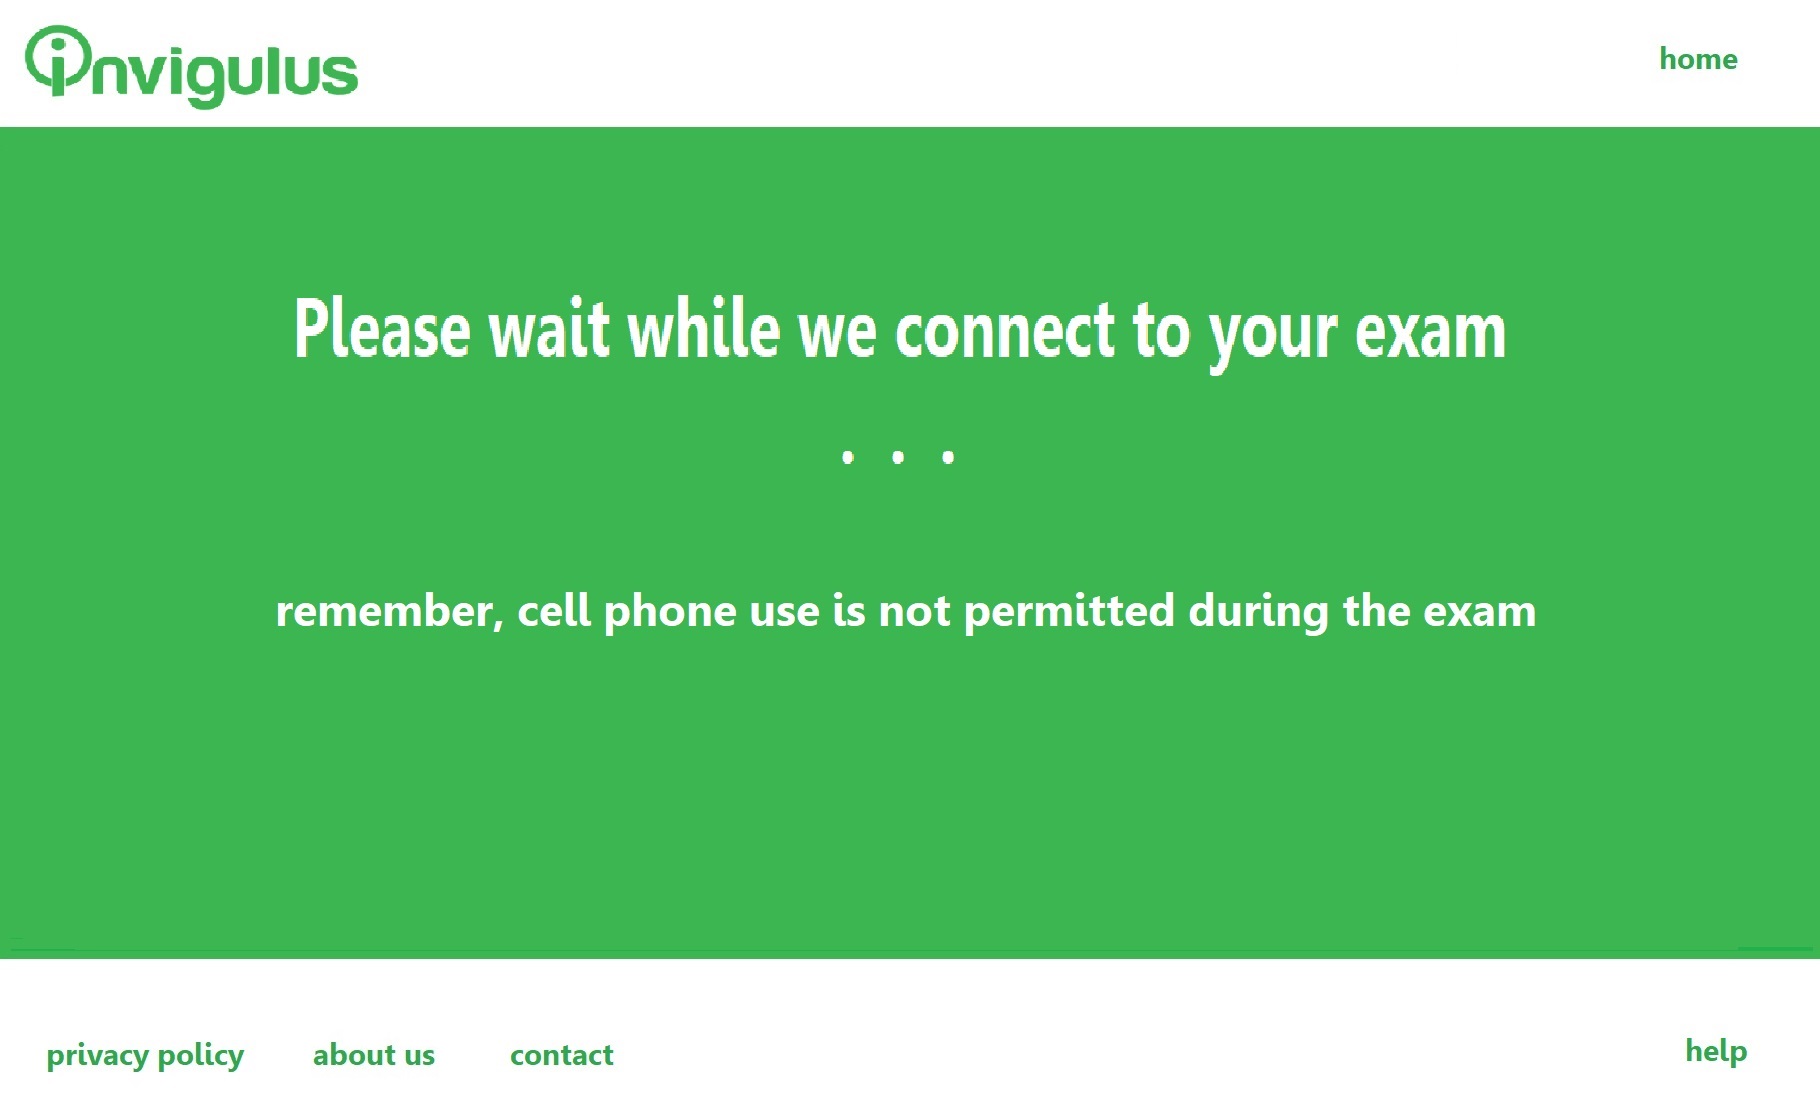 invigulus
home
Please wait while we connect to your exam
. . .
remember, cell phone use is not permitted during the exam
privacy policy about us contact
help